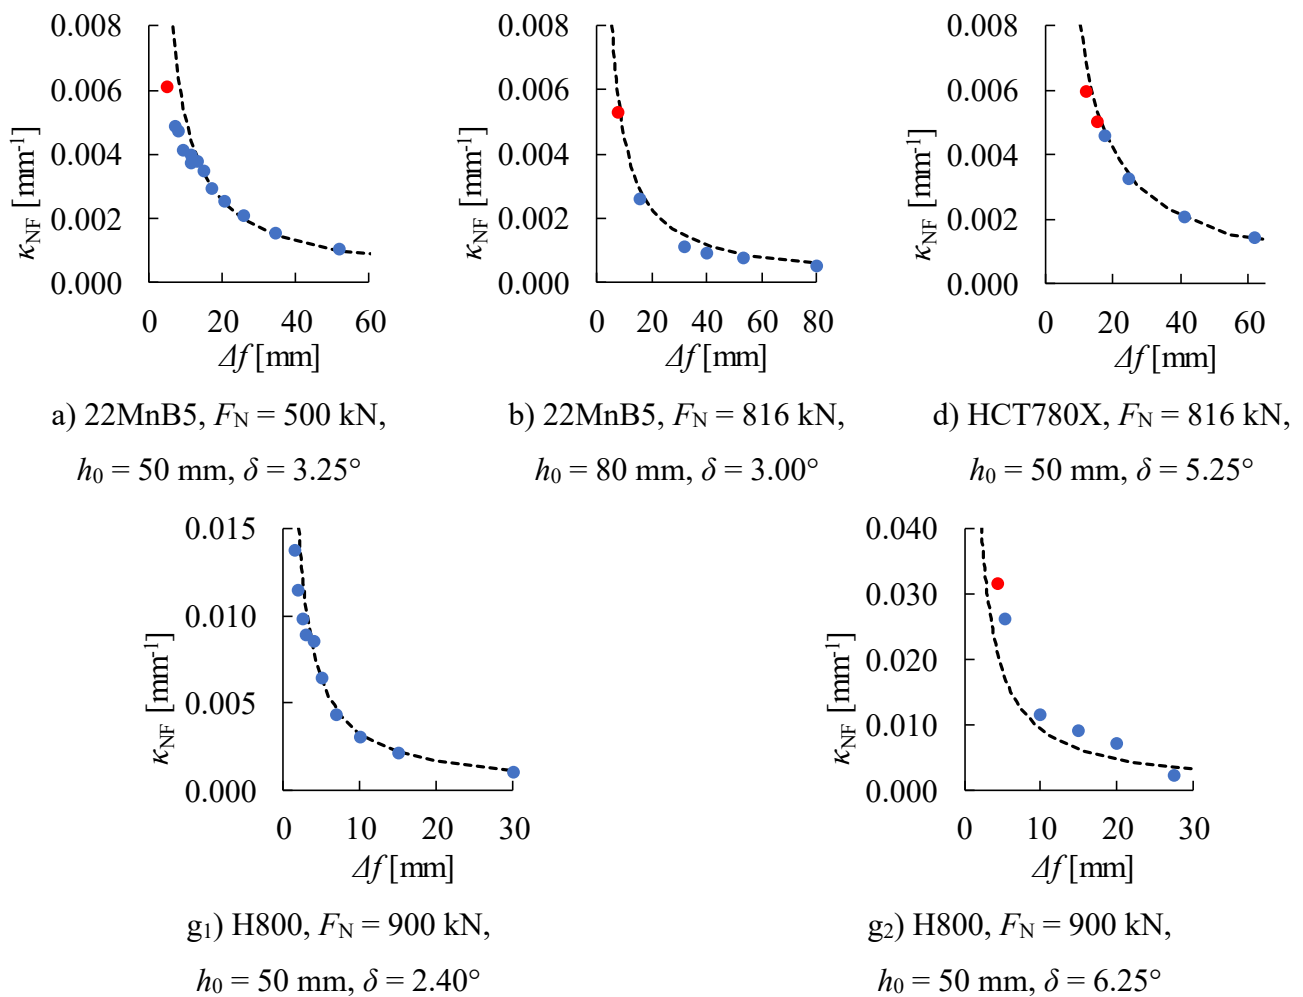 0.008
0.006
0.004
0.002
0.000
κNF [mm-1]
0 20 40 60
Δf [mm]
a) 22MnB5, FN = 500 kN,
h0 = 50 mm, δ = 3.25°
0.008
0.006
0.004
0.002
0.000
κNF [mm-1]
0 20 40 60 80
Δf [mm]
b) 22MnB5, FN = 816 kN,
h0 = 80 mm, δ = 3.00°
0.008
0.006
0.004
0.002
0.000
κNF [mm-1]
0 20 40 60
Δf [mm]
d) HCT780X, FN = 816 kN,
h0 = 50 mm, δ = 5.25°
0.015
0.010
0.005
0.000
κNF [mm-1]
0 10 20 30
Δf [mm]
g1) H800, FN = 900 kN,
h0 = 50 mm, δ = 2.40°
0.040
0.030
0.020
0.010
0.000
κNF [mm-1]
0 10 20 30
Δf [mm]
g2) H800, FN = 900 kN,
h0 = 50 mm, δ = 6.25°